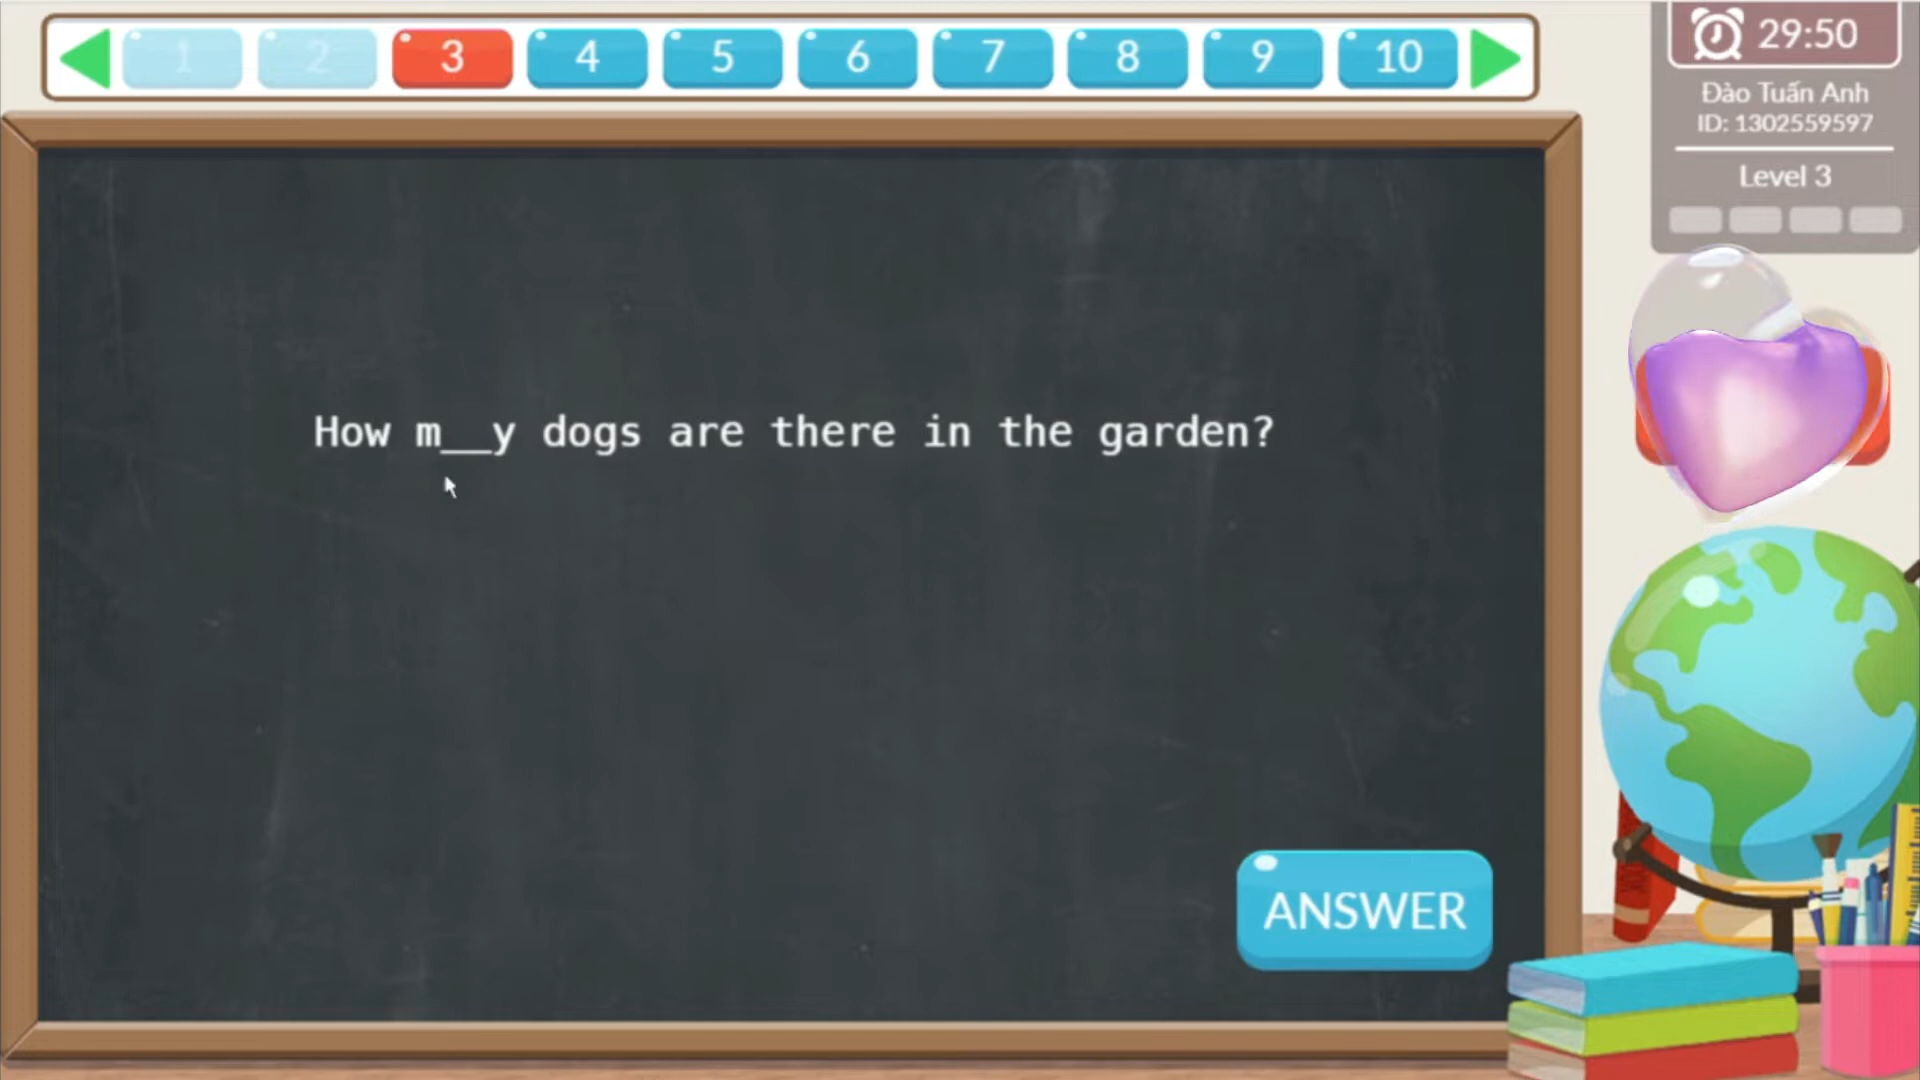 1 2 3 4 5 6 7 8 9 10
29:50
Đào Tuấn Anh
ID: 1302559597
Level 3
How m__y dogs are there in the garden?
ANSWER